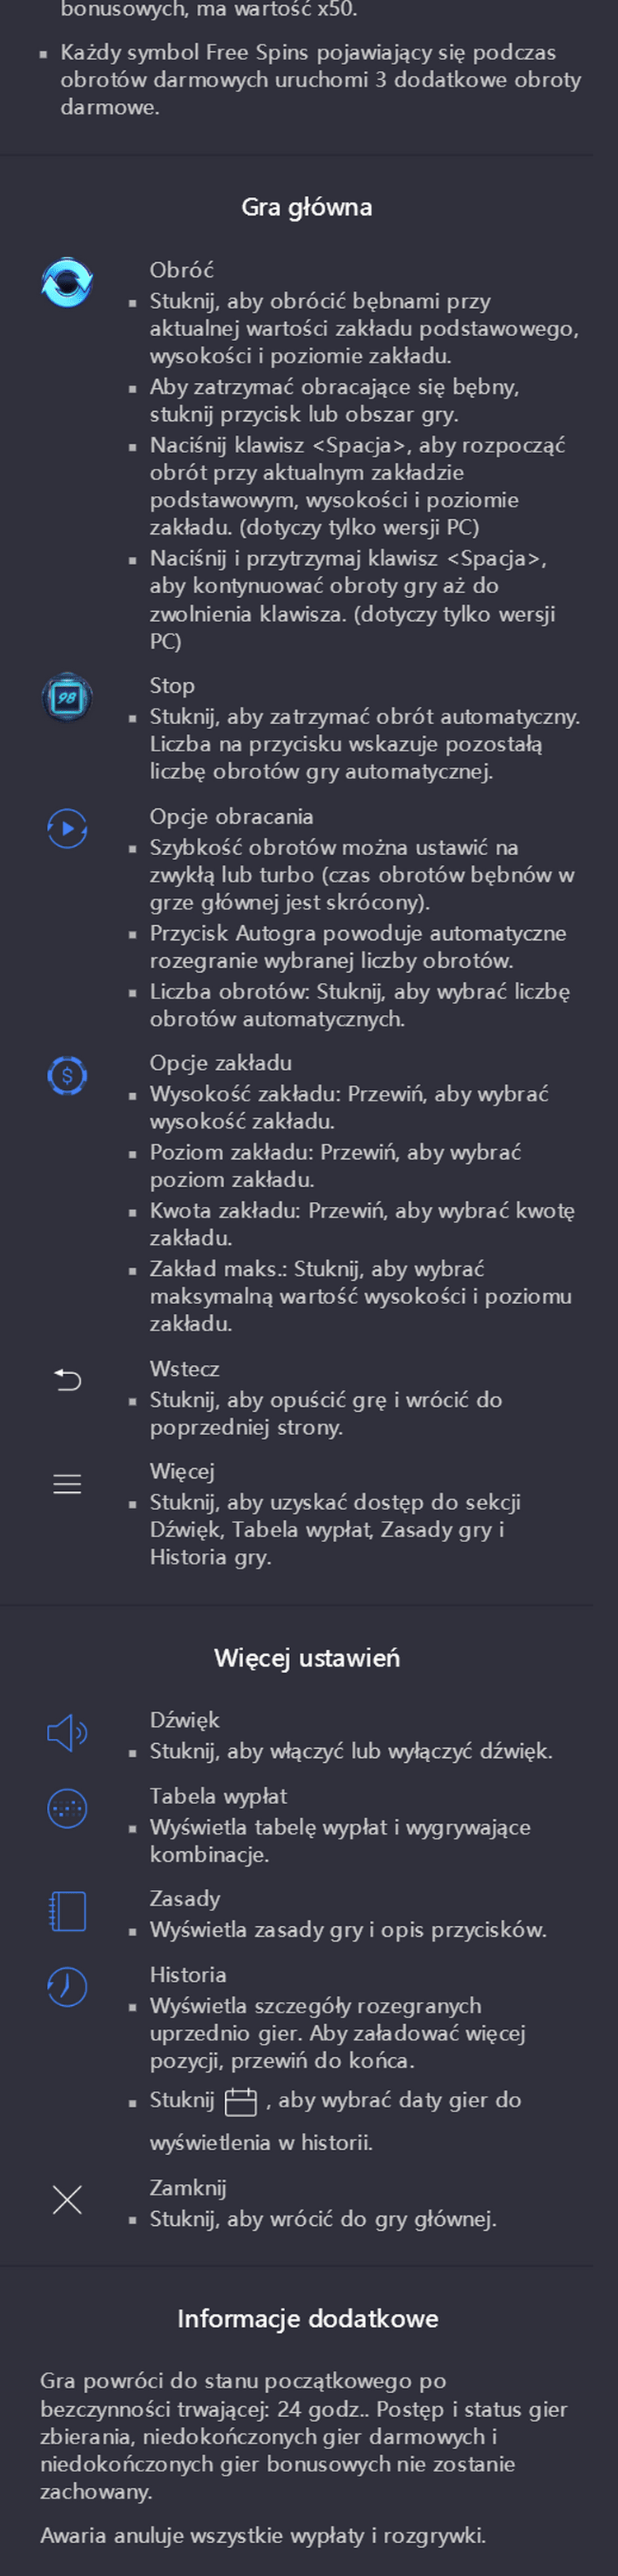 bonusowych, ma wartość x50.
Każdy symbol Free Spins pojawiający się podczas
obrotów darmowych uruchomi 3 dodatkowe obroty
darmowe.
Gra główna
Obróć
Stuknij, aby obrócić bębnami przy
aktualnej wartości zakładu podstawowego,
wysokości i poziomie zakładu.
Aby zatrzymać obracające się bębny,
stuknij przycisk lub obszar gry.
Naciśnij klawisz <Spacja>, aby rozpocząć
obrót przy aktualnym zakładzie
podstawowym, wysokości i poziomie
zakładu. (dotyczy tylko wersji PC)
Naciśnij i przytrzymaj klawisz <Spacja>,
aby kontynuować obroty gry aż do
zwolnienia klawisza. (dotyczy tylko wersji
PC)
98
Stop
Stuknij, aby zatrzymać obrót automatyczny.
Liczba na przycisku wskazuje pozostałą
liczbę obrotów gry automatycznej.
Opcje obracania
Szybkość obrotów można ustawić na
zwykłą lub turbo (czas obrotów bębnów w
grze głównej jest skrócony).
Przycisk Autogra powoduje automatyczne
rozegranie wybranej liczby obrotów.
Liczba obrotów: Stuknij, aby wybrać liczbę
obrotów automatycznych.
$
Opcje zakładu
Wysokość zakładu: Przewiń, aby wybrać
wysokość zakładu.
Poziom zakładu: Przewiń, aby wybrać
poziom zakładu.
Kwota zakładu: Przewiń, aby wybrać kwotę
zakładu.
Zakład maks.: Stuknij, aby wybrać
maksymalną wartość wysokości i poziomu
zakładu.
Wstecz
Stuknij, aby opuścić grę i wrócić do
poprzedniej strony.
Więcej
Stuknij, aby uzyskać dostęp do sekcji
Dźwięk, Tabela wypłat, Zasady gry i
Historia gry.
Więcej ustawień
Dźwięk
Stuknij, aby włączyć lub wyłączyć dźwięk.
Tabela wypłat
Wyświetla tabelę wypłat i wygrywające
kombinacje.
Zasady
Wyświetla zasady gry i opis przycisków.
Historia
Wyświetla szczegóły rozegranych
uprzednio gier. Aby załadować więcej
pozycji, przewiń do końca.
Stuknij , aby wybrać daty gier do
wyświetlenia w historii.
Zamknij
Stuknij, aby wrócić do gry głównej.
Informacje dodatkowe
Gra powróci do stanu początkowego po
bezczynności trwającej: 24 godz.. Postęp i status gier
zbierania, niedokończonych gier darmowych i
niedokończonych gier bonusowych nie zostanie
zachowany.
Awaria anuluje wszystkie wypłaty i rozgrywki.